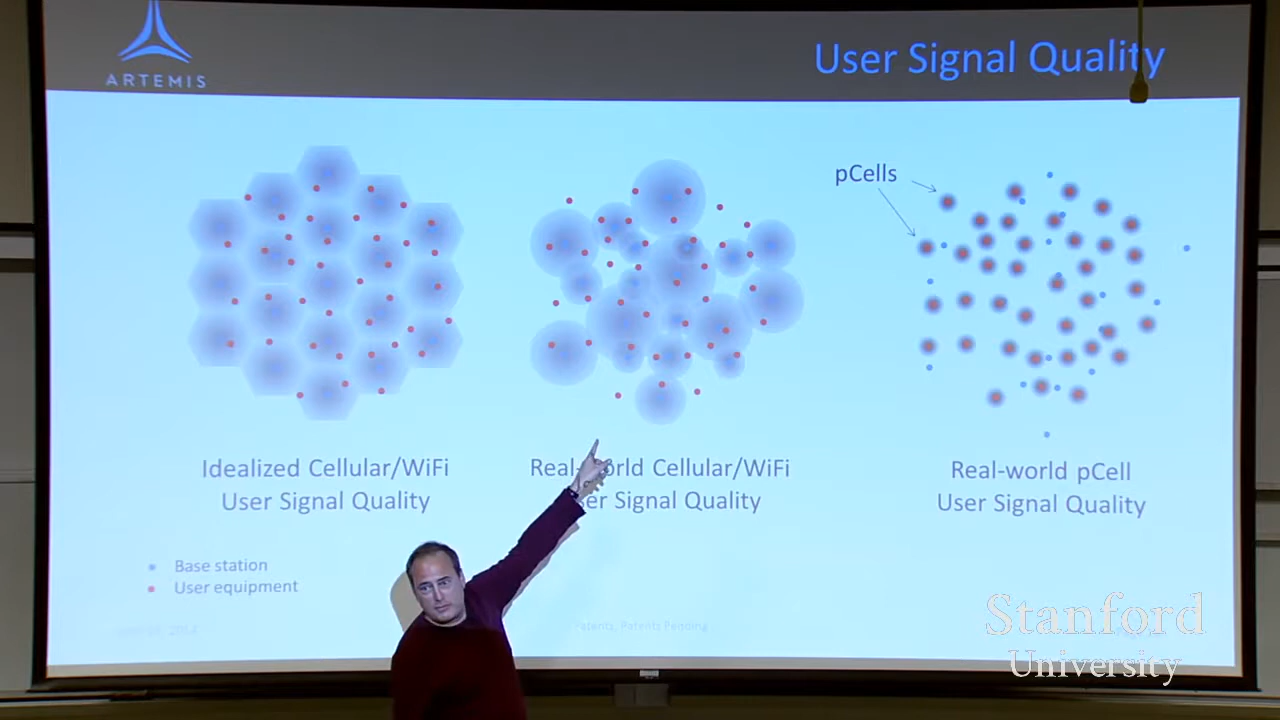 ARTEMIS
User Signal Quality
pCells
Idealized Cellular/WiFi
User Signal Quality
Real-world Cellular/WiFi
User Signal Quality
Real-world pCell
User Signal Quality
Base station
User equipment
Patents, Patents Pending
Stanford
University